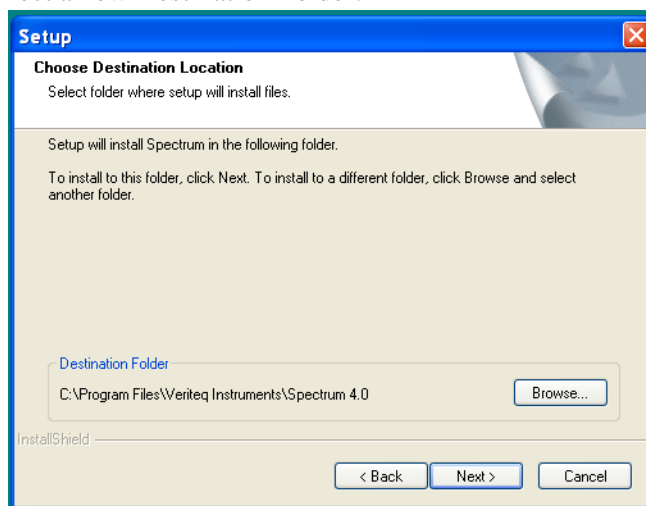 Setup
Choose Destination Location
Select folder where setup will install files.
Setup will install Spectrum in the following folder.
To install to this folder, click Next. To install to a different folder, click Browse and select
another folder.
Destination Folder
C:\Program Files\Veriteq Instruments\Spectrum 4.0
Browse...
InstallShield
< Back
Next >
Cancel